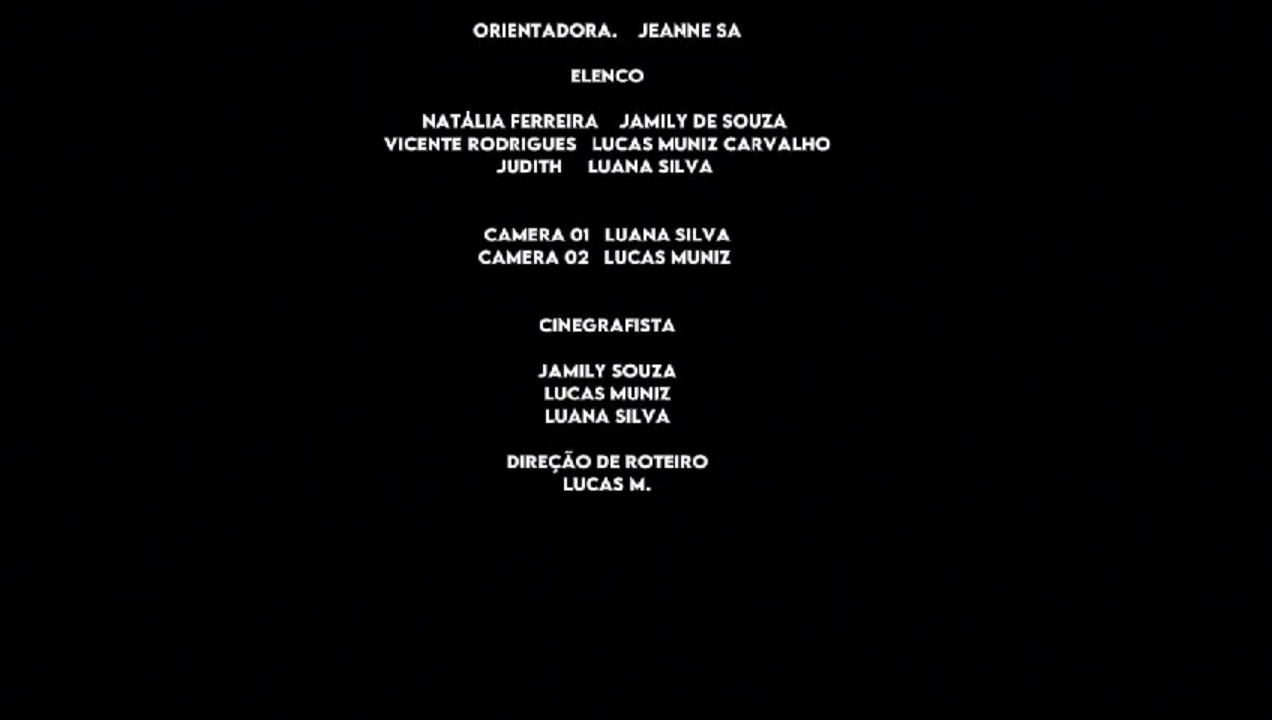 ORIENTADORA. JEANNE SA
ELENCO
NATÁLIA FERREIRA JAMILY DE SOUZA
VICENTE RODRIGUES LUCAS MUNIZ CARVALHO
JUDITH LUANA SILVA
CAMERA 01 LUANA SILVA
CAMERA 02 LUCAS MUNIZ
CINEGRAFISTA
JAMILY SOUZA
LUCAS MUNIZ
LUANA SILVA
DIREÇÃO DE ROTEIRO
LUCAS M.